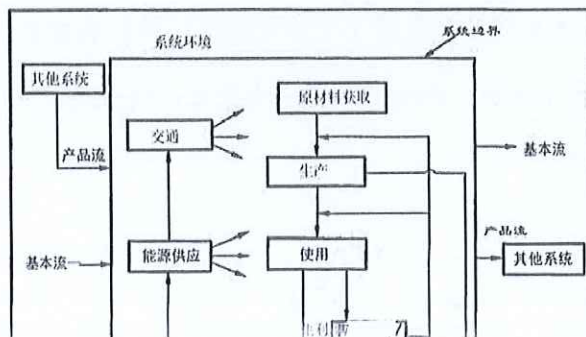 系统环境
系统边界
其他系统
原材料获取
交通
产品流
基本流
生产
产品流
能源供应
使用
基本流
其他系统